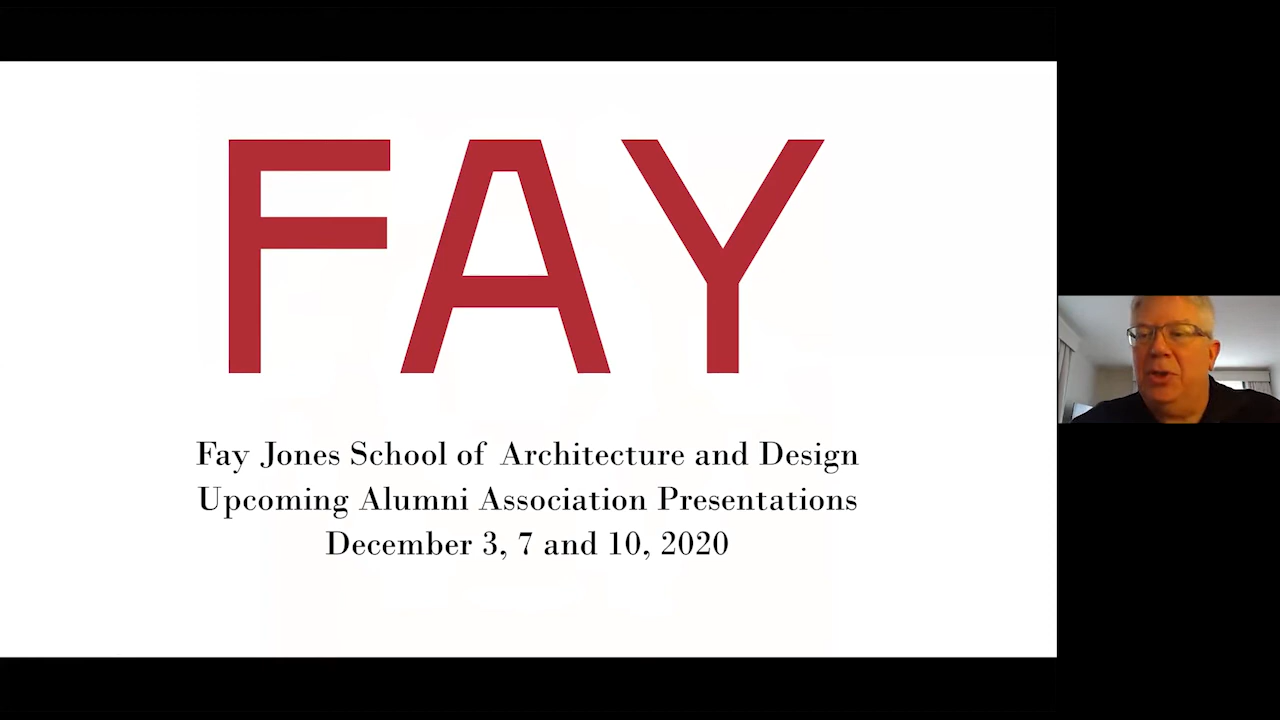 FAY
Fay Jones School of Architecture and Design
Upcoming Alumni Association Presentations
December 3, 7 and 10, 2020